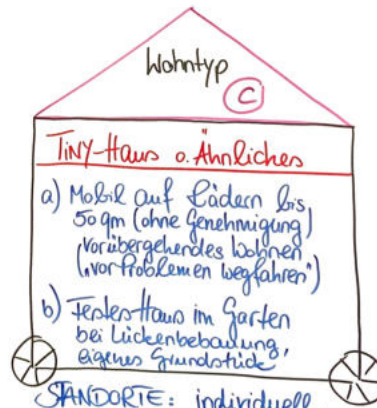 Wohntyp
C
Tiny-Haus o. Ähnliches
a) Mobil auf Rädern bis
50 qm (ohne Genehmigung)
vorübergehendes Wohnen
("vor Problemen wegfahren")
b) Festes Haus im Garten
bei Lückenbebauung,
eigenes Grundstück
STANDORTE: individuell